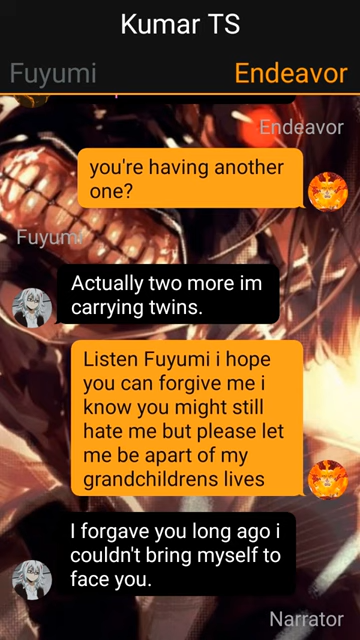 Kumar TS
Fuyumi
Endeavor
Endeavor
you're having another
one?
Fuyumi
Actually two more im
carrying twins.
Listen Fuyumi i hope
you can forgive me i
know you might still
hate me but please let
me be apart of my
grandchildrens lives
I forgave you long ago i
couldn't bring myself to
face you.
Narrator